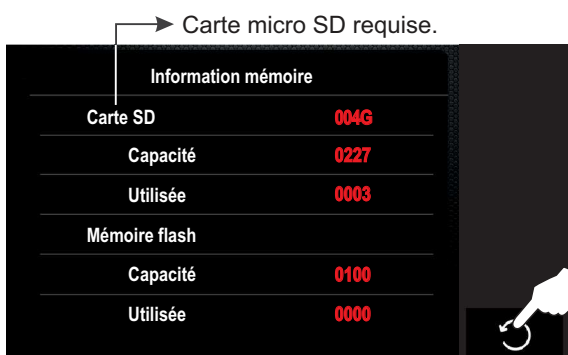 Carte micro SD requise.
Information mémoire
Carte SD 004G
Capacité 0227
Utilisée 0003
Mémoire flash
Capacité 0100
Utilisée 0000